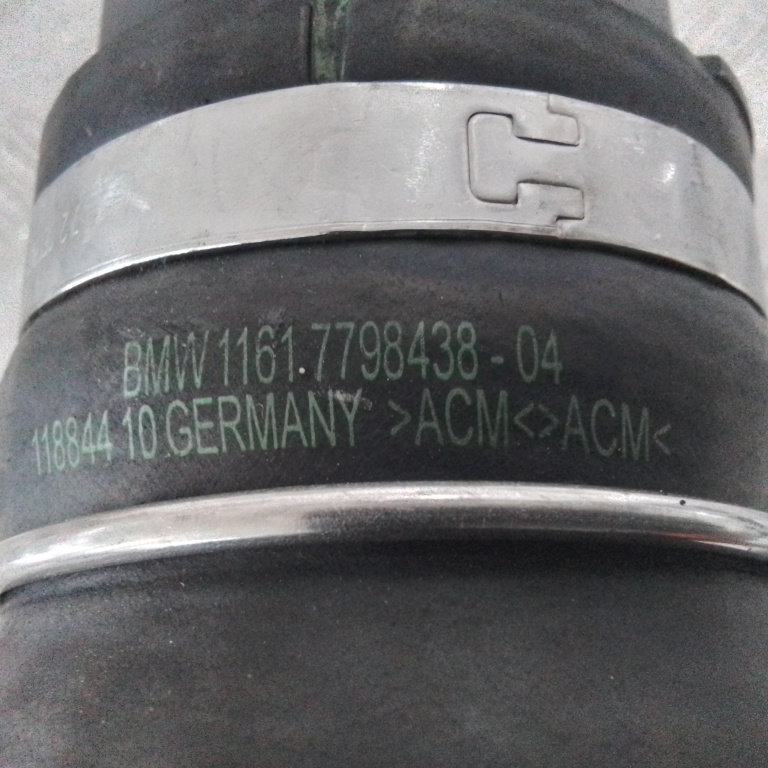 BMW 1161.7798438 - 04
118844 10 GERMANY >ACM<>ACM<